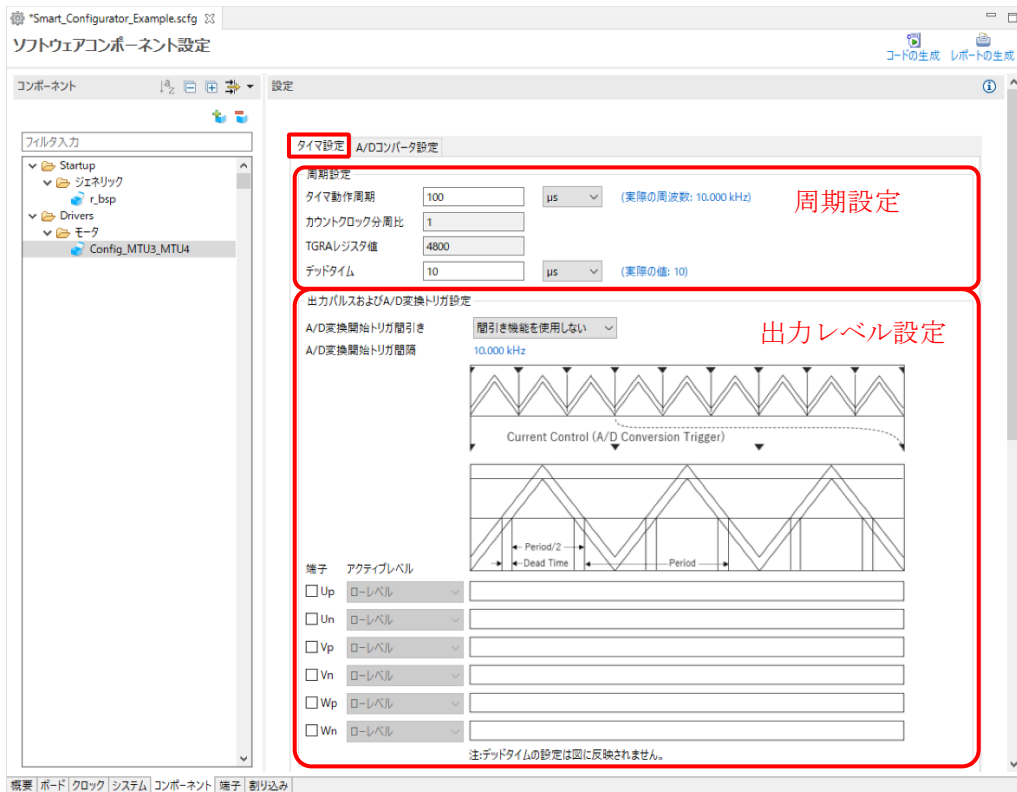 *Smart_Configurator_Example.scfg
ソフトウェアコンポーネント設定
コードの生成 レポートの生成
コンポーネント
設定
フィルタ入力
Startup
ジェネリック
r_bsp
Drivers
モータ
Config_MTU3_MTU4
タイマ設定 A/Dコンバータ設定
周期設定
タイマ動作周期 100 µs (実際の周波数: 10.000 kHz)
周期設定
カウントクロック分周比 1
TGRAレジスタ値 4800
デッドタイム 10 µs (実際の値: 10)
出力パルスおよびA/D変換トリガ設定
A/D変換開始トリガ間引き 間引き機能を使用しない
出力レベル設定
A/D変換開始トリガ間隔 10.000 kHz
Current Control (A/D Conversion Trigger)
Period/2
Dead Time
Period
端子 アクティブレベル
Up ローレベル
Un ローレベル
Vp ローレベル
Vn ローレベル
Wp ローレベル
Wn ローレベル
注:デッドタイムの設定は図に反映されません。
概要 ボード クロック システム コンポーネント 端子 割り込み